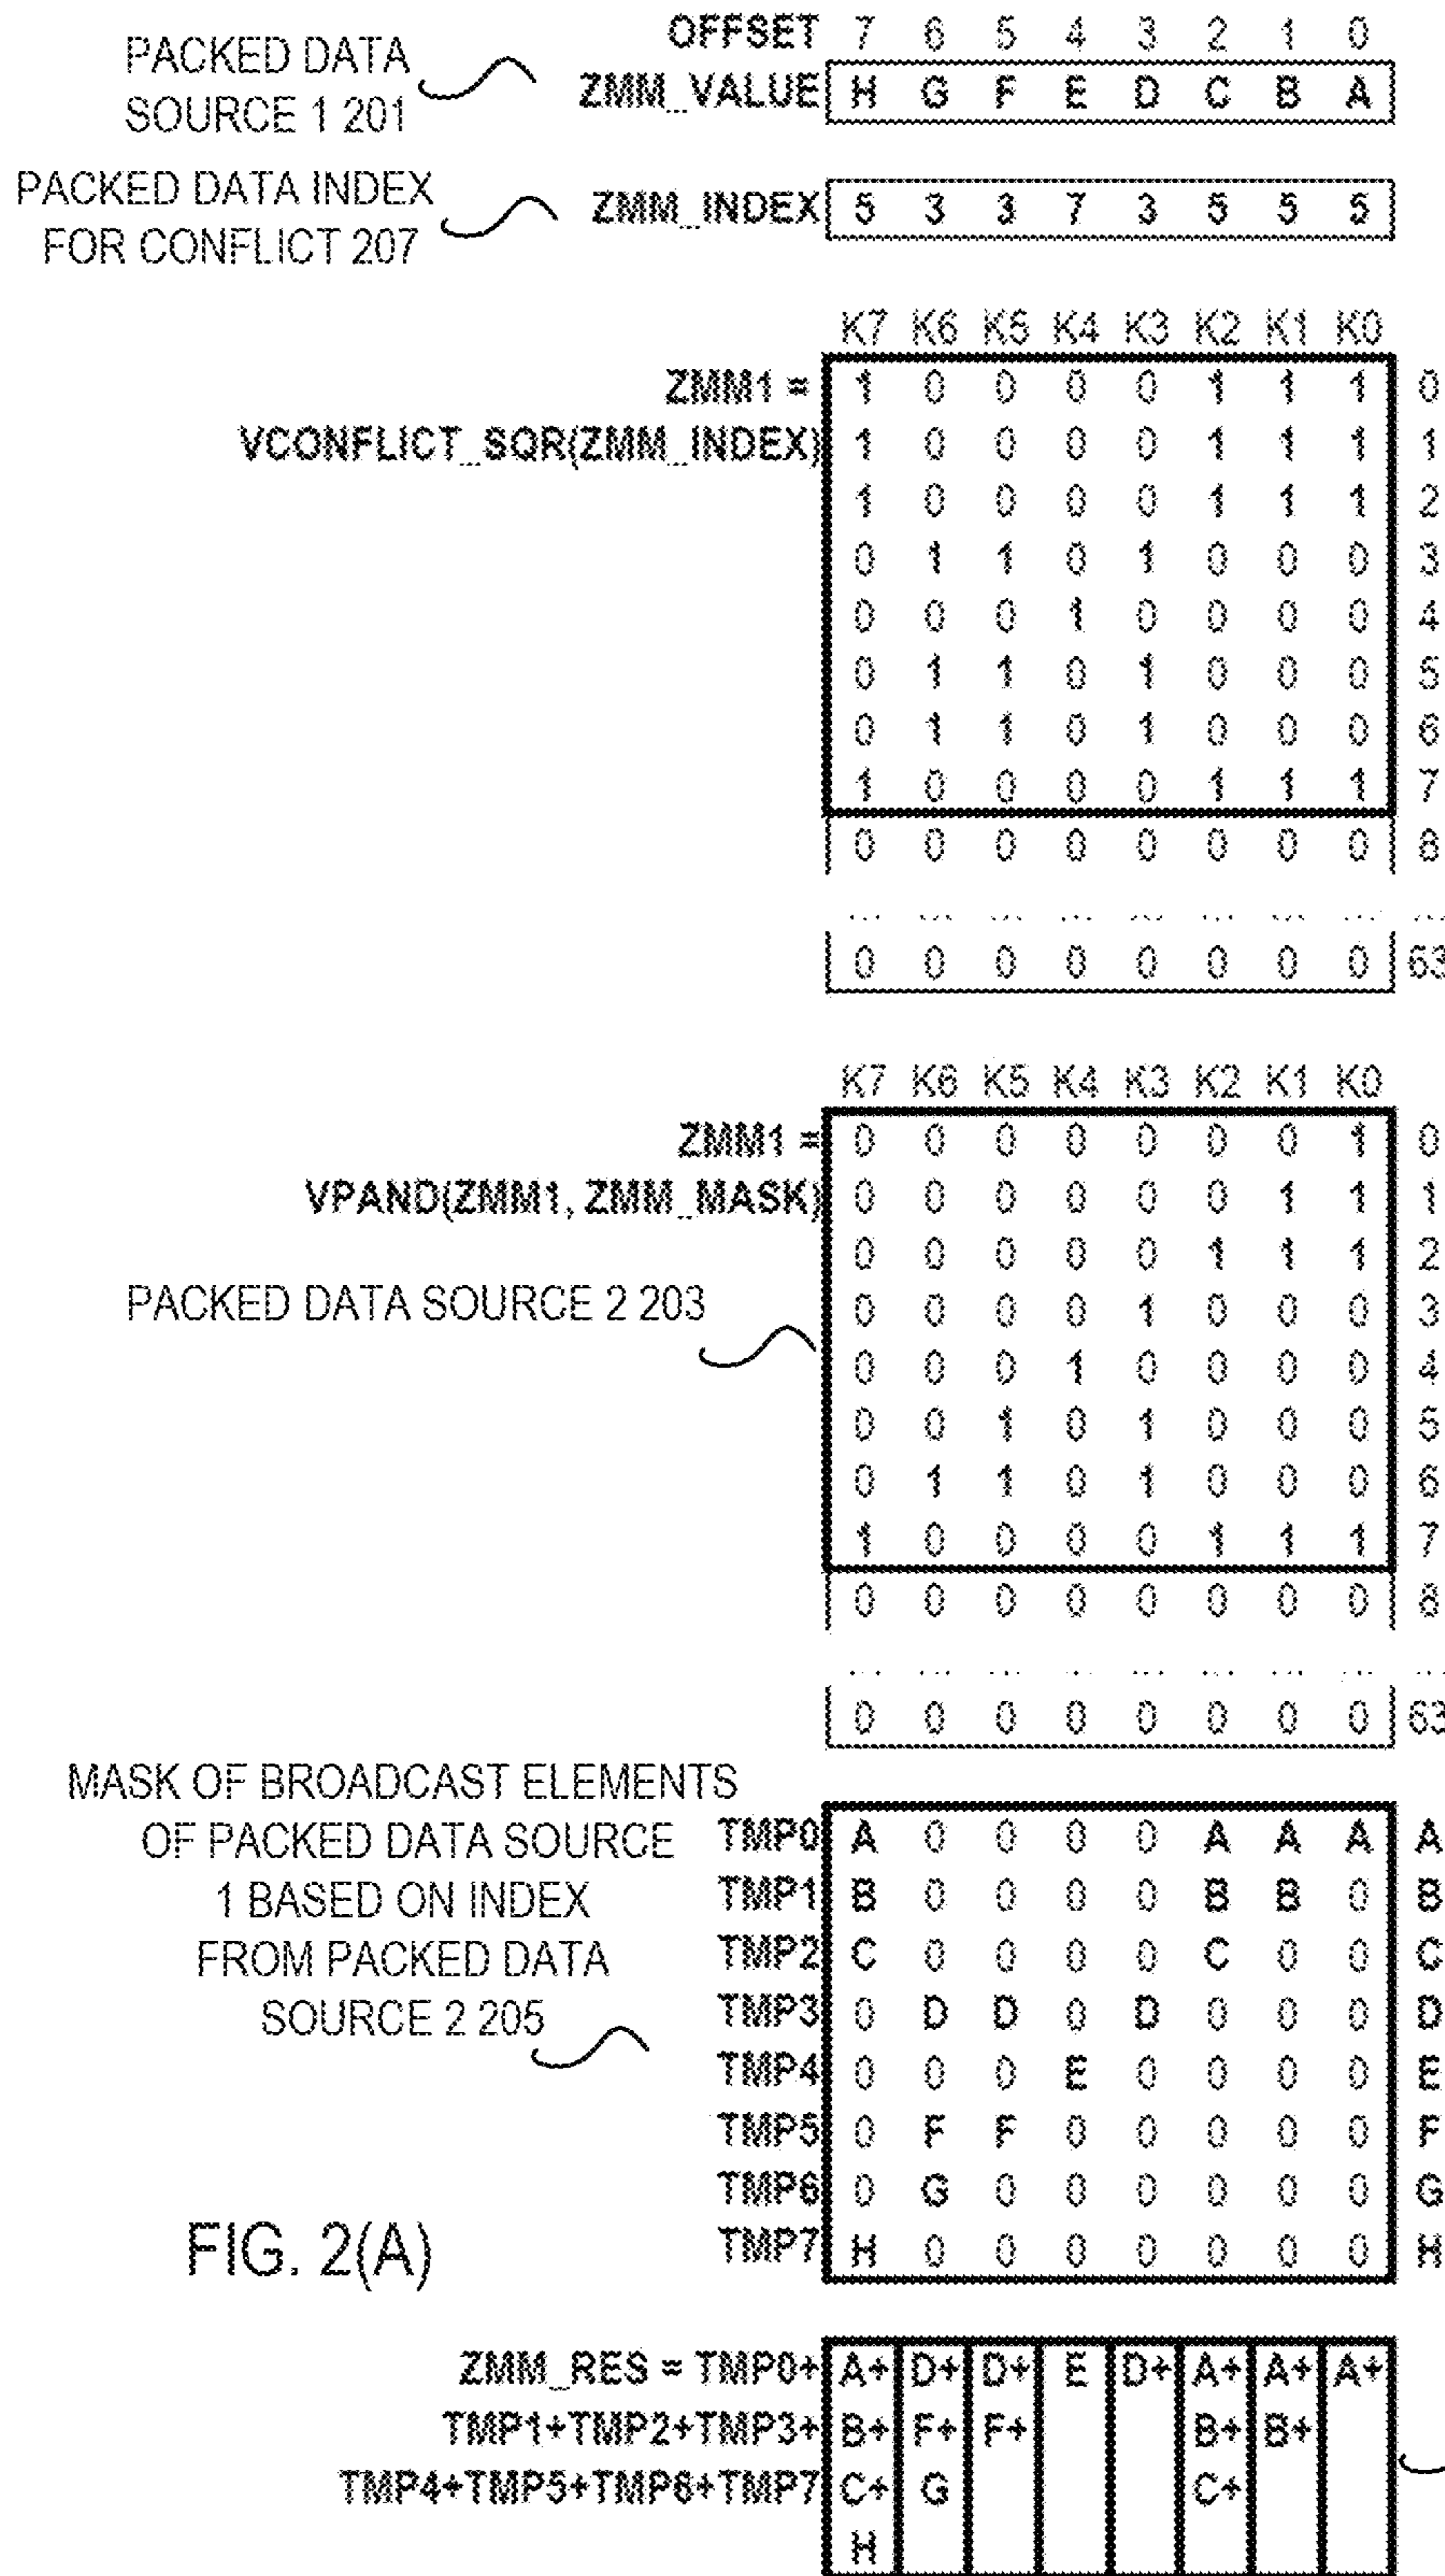 OFFSET 7 6 5 4 3 2 1 0
PACKED DATA
SOURCE 1 201
ZMM_VALUE H G F E D C B A
PACKED DATA INDEX
FOR CONFLICT 207
ZMM_INDEX 5 3 3 7 3 5 5 5
K7 K6 K5 K4 K3 K2 K1 K0
ZMM1 = 1 0 0 0 0 1 1 1 0
VCONFLICT_SQR(ZMM_INDEX) 1 0 0 0 0 1 1 1 1
1 0 0 0 0 1 1 1 2
0 1 1 0 1 0 0 0 3
0 0 0 1 0 0 0 0 4
0 1 1 0 1 0 0 0 5
0 1 1 0 1 0 0 0 6
1 0 0 0 0 1 1 1 7
0 0 0 0 0 0 0 0 8
... ... ... ... ... ... ... ... ...
0 0 0 0 0 0 0 0 63
K7 K6 K5 K4 K3 K2 K1 K0
ZMM1 = 0 0 0 0 0 0 0 1 0
VPAND(ZMM1, ZMM_MASK) 0 0 0 0 0 0 1 1 1
0 0 0 0 0 1 1 1 2
PACKED DATA SOURCE 2 203
0 0 0 0 1 0 0 0 3
0 0 0 1 0 0 0 0 4
0 0 1 0 1 0 0 0 5
0 1 1 0 1 0 0 0 6
1 0 0 0 0 1 1 1 7
0 0 0 0 0 0 0 0 8
... ... ... ... ... ... ... ... ...
0 0 0 0 0 0 0 0 63
MASK OF BROADCAST ELEMENTS
OF PACKED DATA SOURCE
1 BASED ON INDEX
FROM PACKED DATA
SOURCE 2 205
TMP0 A 0 0 0 0 A A A A
TMP1 B 0 0 0 0 B B 0 B
TMP2 C 0 0 0 0 C 0 0 C
TMP3 0 D D 0 D 0 0 0 D
TMP4 0 0 0 E 0 0 0 0 E
TMP5 0 F F 0 0 0 0 0 F
TMP6 0 G 0 0 0 0 0 0 G
TMP7 H 0 0 0 0 0 0 0 H
FIG. 2(A)
ZMM_RES = TMP0+ A+ D+ D+ E D+ A+ A+ A+
TMP1+TMP2+TMP3+ B+ F+ F+ B+ B+
TMP4+TMP5+TMP6+TMP7 C+ G C+
H